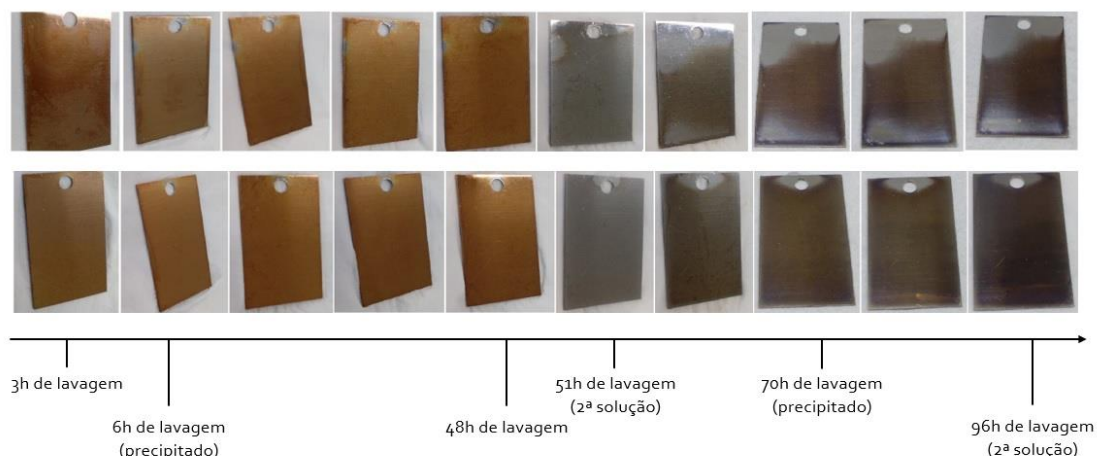 3h de lavagem
6h de lavagem
(precipitado)
48h de lavagem
51h de lavagem
(2ª solução)
70h de lavagem
(precipitado)
96h de lavagem
(2ª solução)